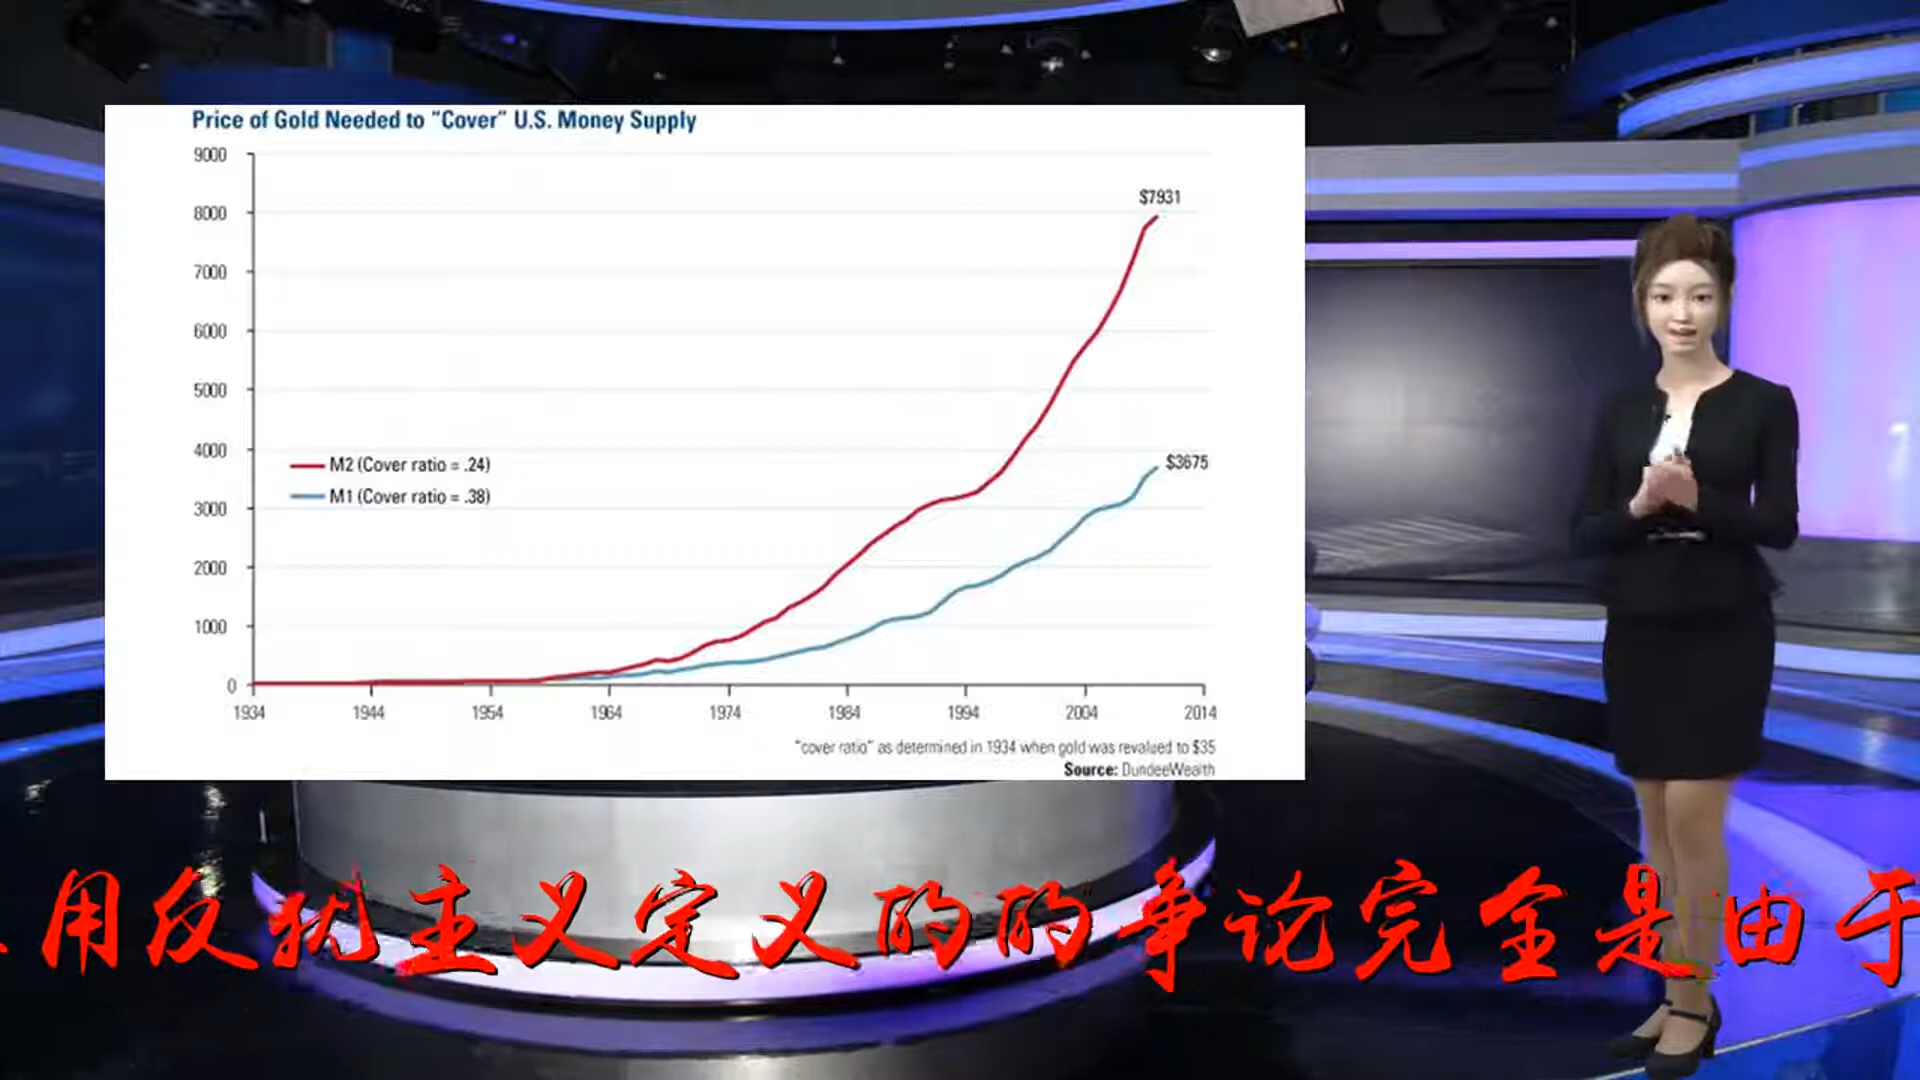 Price of Gold Needed to “Cover” U.S. Money Supply
9000
8000
7000
6000
5000
4000
3000
2000
1000
0
$7931
$3675
M2 (Cover ratio = .24)
M1 (Cover ratio = .38)
1934 1944 1954 1964 1974 1984 1994 2004 2014
"cover ratio" as determined in 1934 when gold was revalued to $35
Source: DundeeWealth
用反犹主义定义的的争论完全是由于